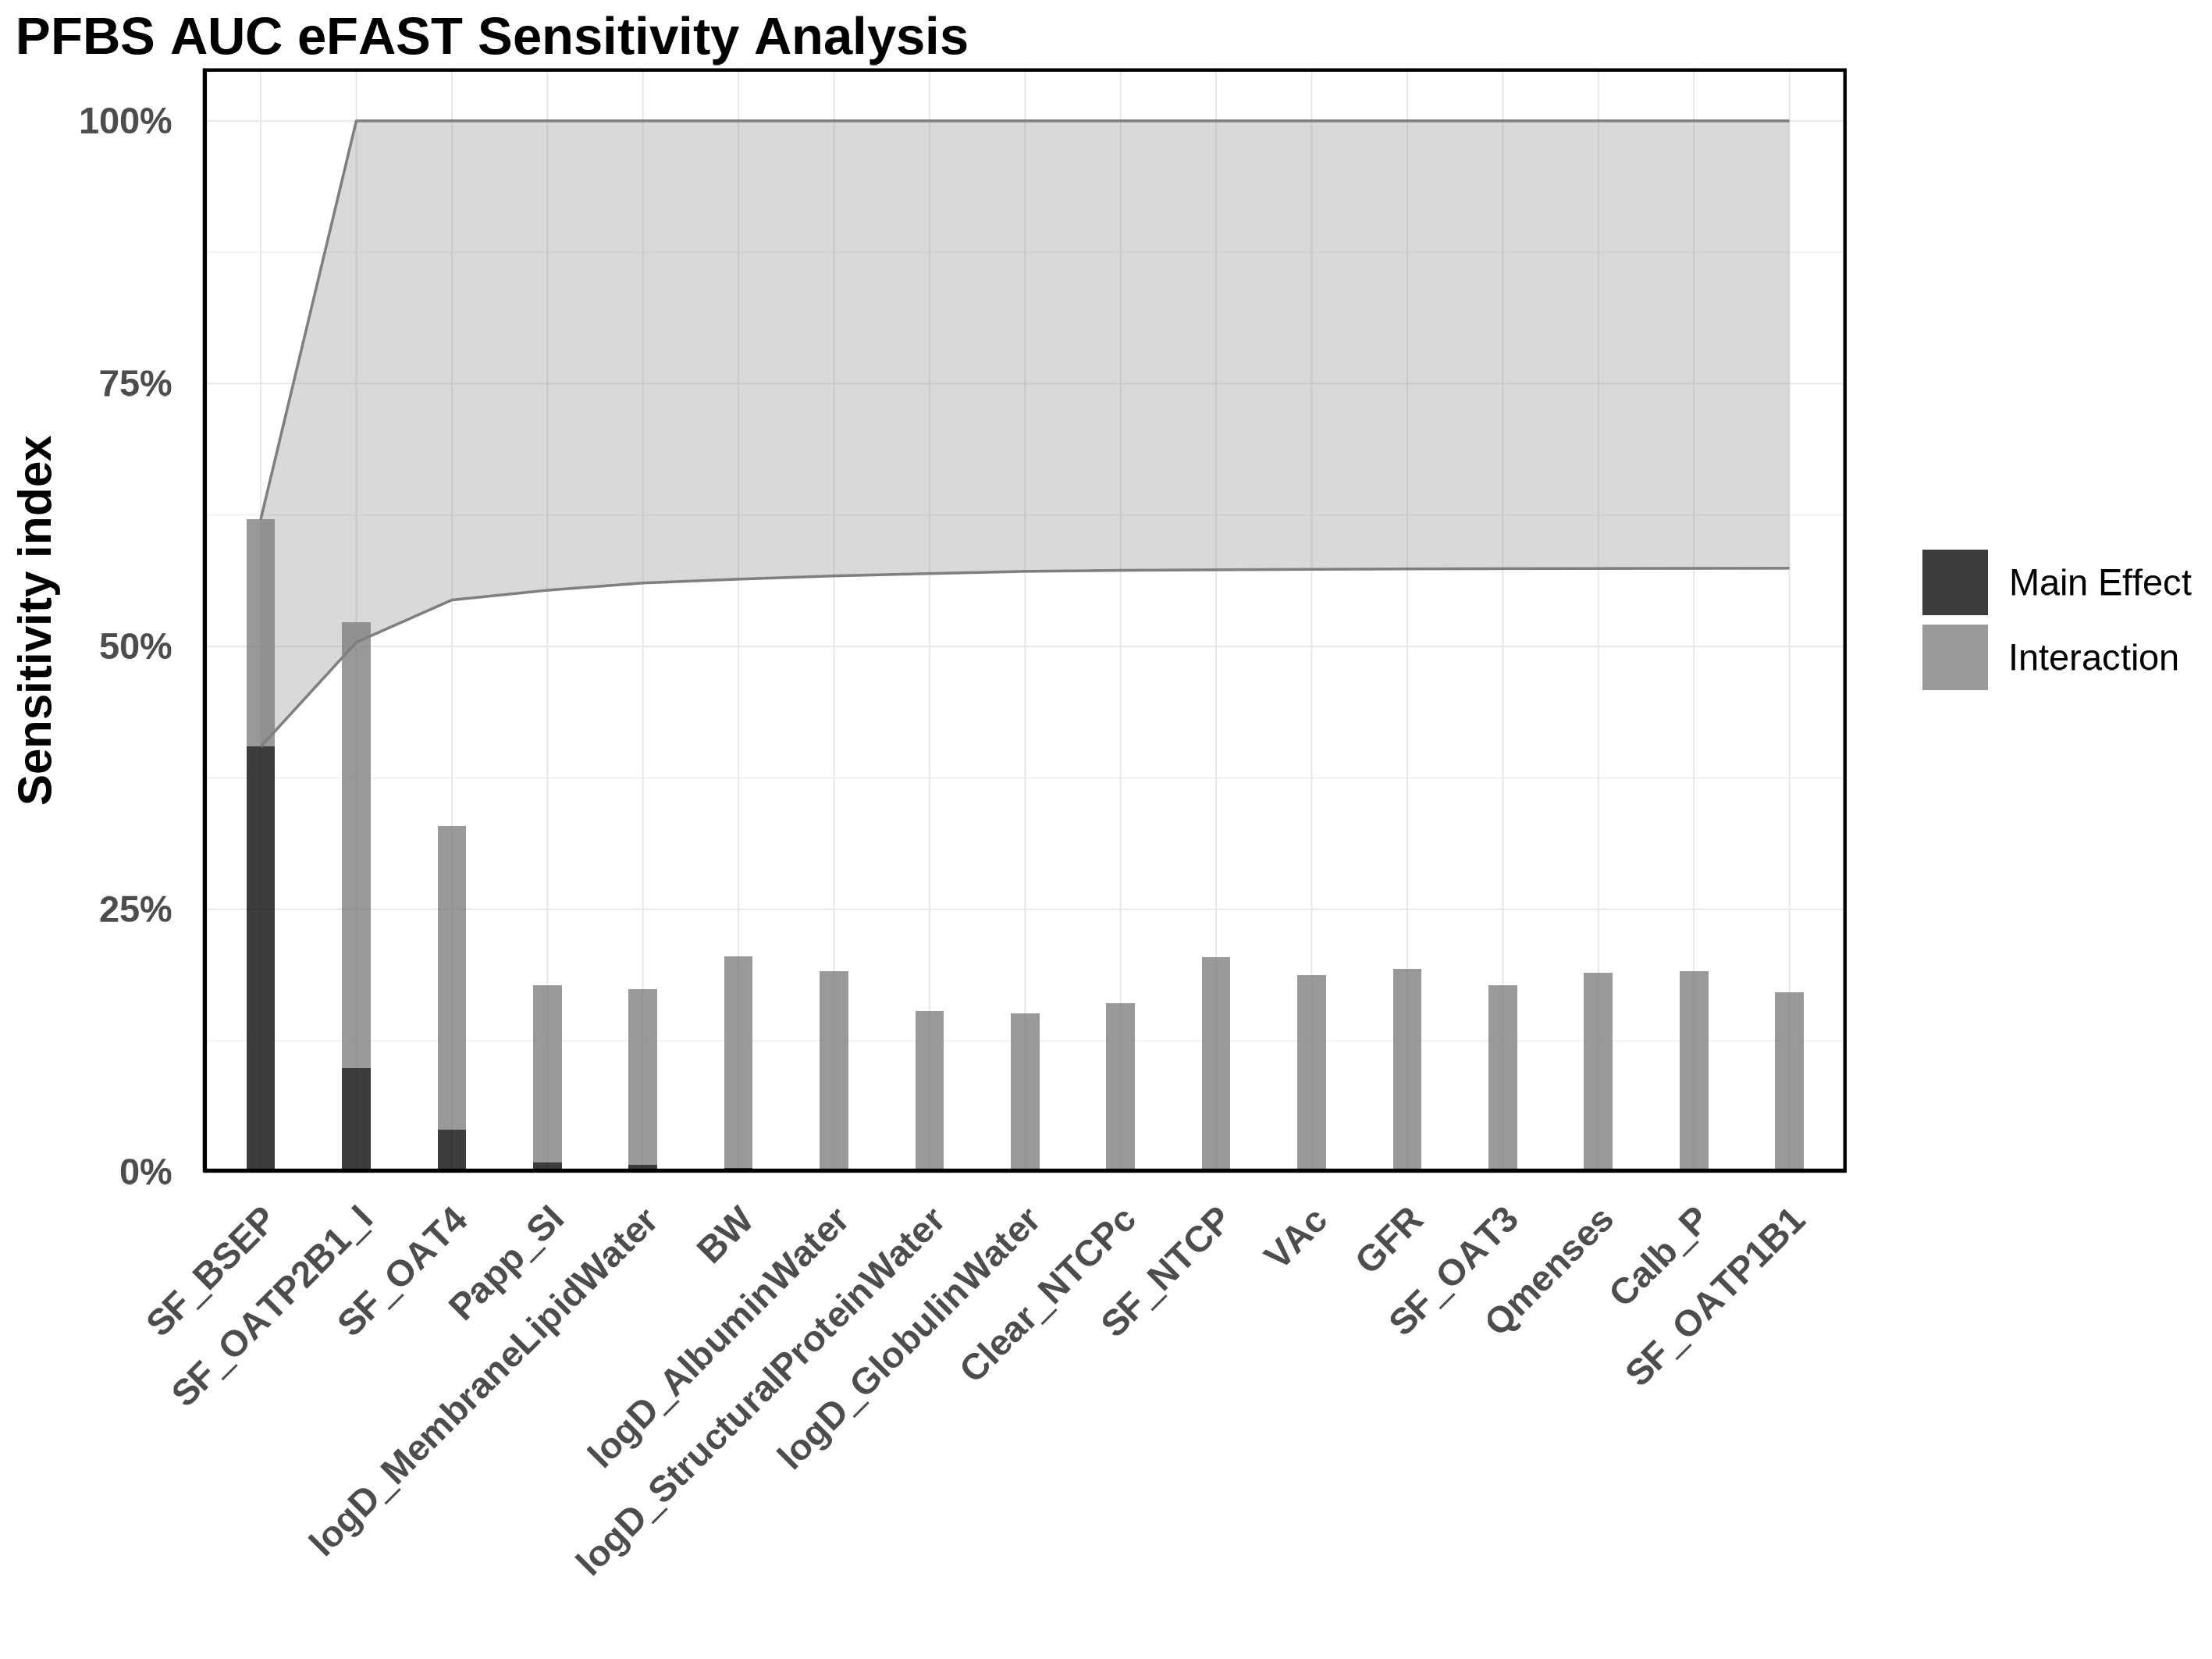 PFBS AUC eFAST Sensitivity Analysis
Sensitivity index
100%
75%
50%
25%
0%
SF_BSEP
SF_OATP2B1_I
SF_OAT4
Papp_SI
logD_MembraneLipidWater
BW
logD_AlbuminWater
logD_StructuralProteinWater
logD_GlobulinWater
Clear_NTCPc
SF_NTCP
VAc
GFR
SF_OAT3
Qmenses
Calb_P
SF_OATP1B1
Main Effect
Interaction